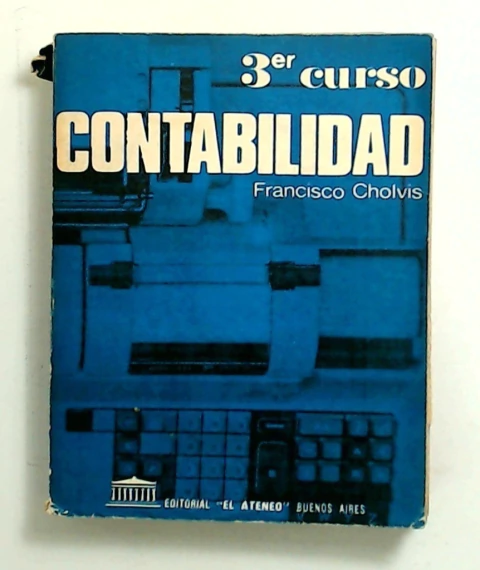 3er curso
CONTABILIDAD
Francisco Cholvis
EDITORIAL "EL ATENEO" BUENOS AIRES